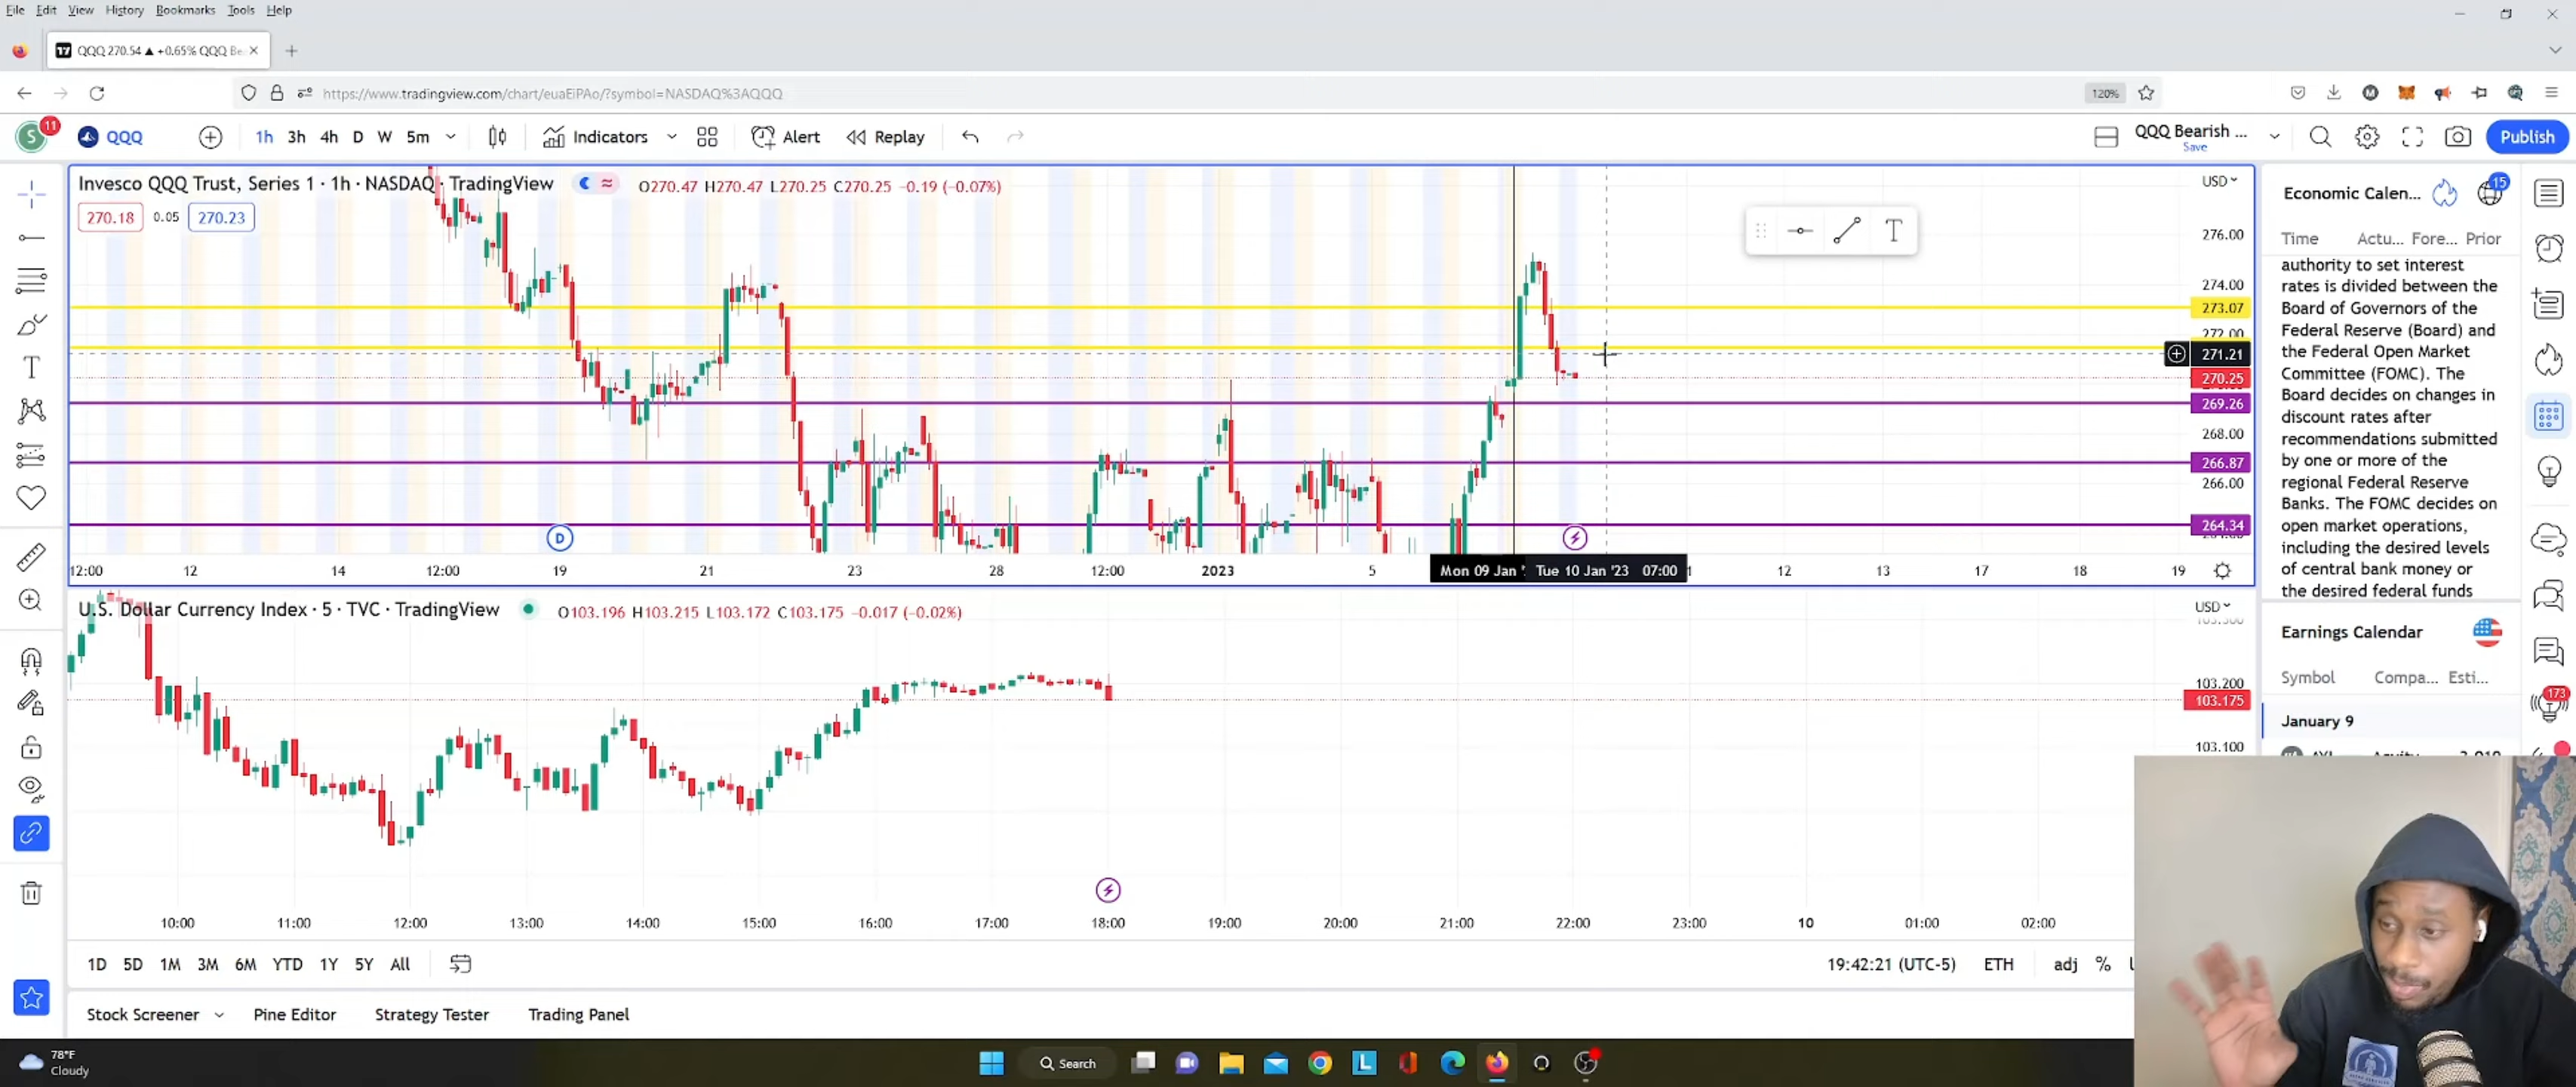 File Edit View History Bookmarks Tools Help
QQQ 270.54 ▲ +0.65% QQQ Be
https://www.tradingview.com/chart/euaEiPAo/?symbol=NASDAQ%3AQQQ
120%
S 11 QQQ 1h 3h 4h D W 5m Indicators Alert Replay QQQ Bearish ... Save Publish
Invesco QQQ Trust, Series 1 · 1h · NASDAQ · TradingView O270.47 H270.47 L270.25 C270.25 −0.19 (−0.07%)
270.18 0.05 270.23
USD
276.00
274.00
273.07
272.00
271.21
270.25
269.26
268.00
266.87
266.00
264.34
D
12:00 12 14 12:00 19 21 23 28 12:00 2023 5 Mon 09 Jan ' Tue 10 Jan '23 07:00 12 13 17 18 19
U.S. Dollar Currency Index · 5 · TVC · TradingView O103.196 H103.215 L103.172 C103.175 −0.017 (−0.02%)
USD
103.200
103.175
103.100
10:00 11:00 12:00 13:00 14:00 15:00 16:00 17:00 18:00 19:00 20:00 21:00 22:00 23:00 10 01:00 02:00
1D 5D 1M 3M 6M YTD 1Y 5Y All 19:42:21 (UTC-5) ETH adj %
Stock Screener Pine Editor Strategy Tester Trading Panel
Economic Calen... 15
Time Actu... Fore... Prior
authority to set interest
rates is divided between the
Board of Governors of the
Federal Reserve (Board) and
the Federal Open Market
Committee (FOMC). The
Board decides on changes in
discount rates after
recommendations submitted
by one or more of the
regional Federal Reserve
Banks. The FOMC decides on
open market operations,
including the desired levels
of central bank money or
the desired federal funds
Earnings Calendar
Symbol Compa... Esti...
January 9
173
78°F
Cloudy
Search